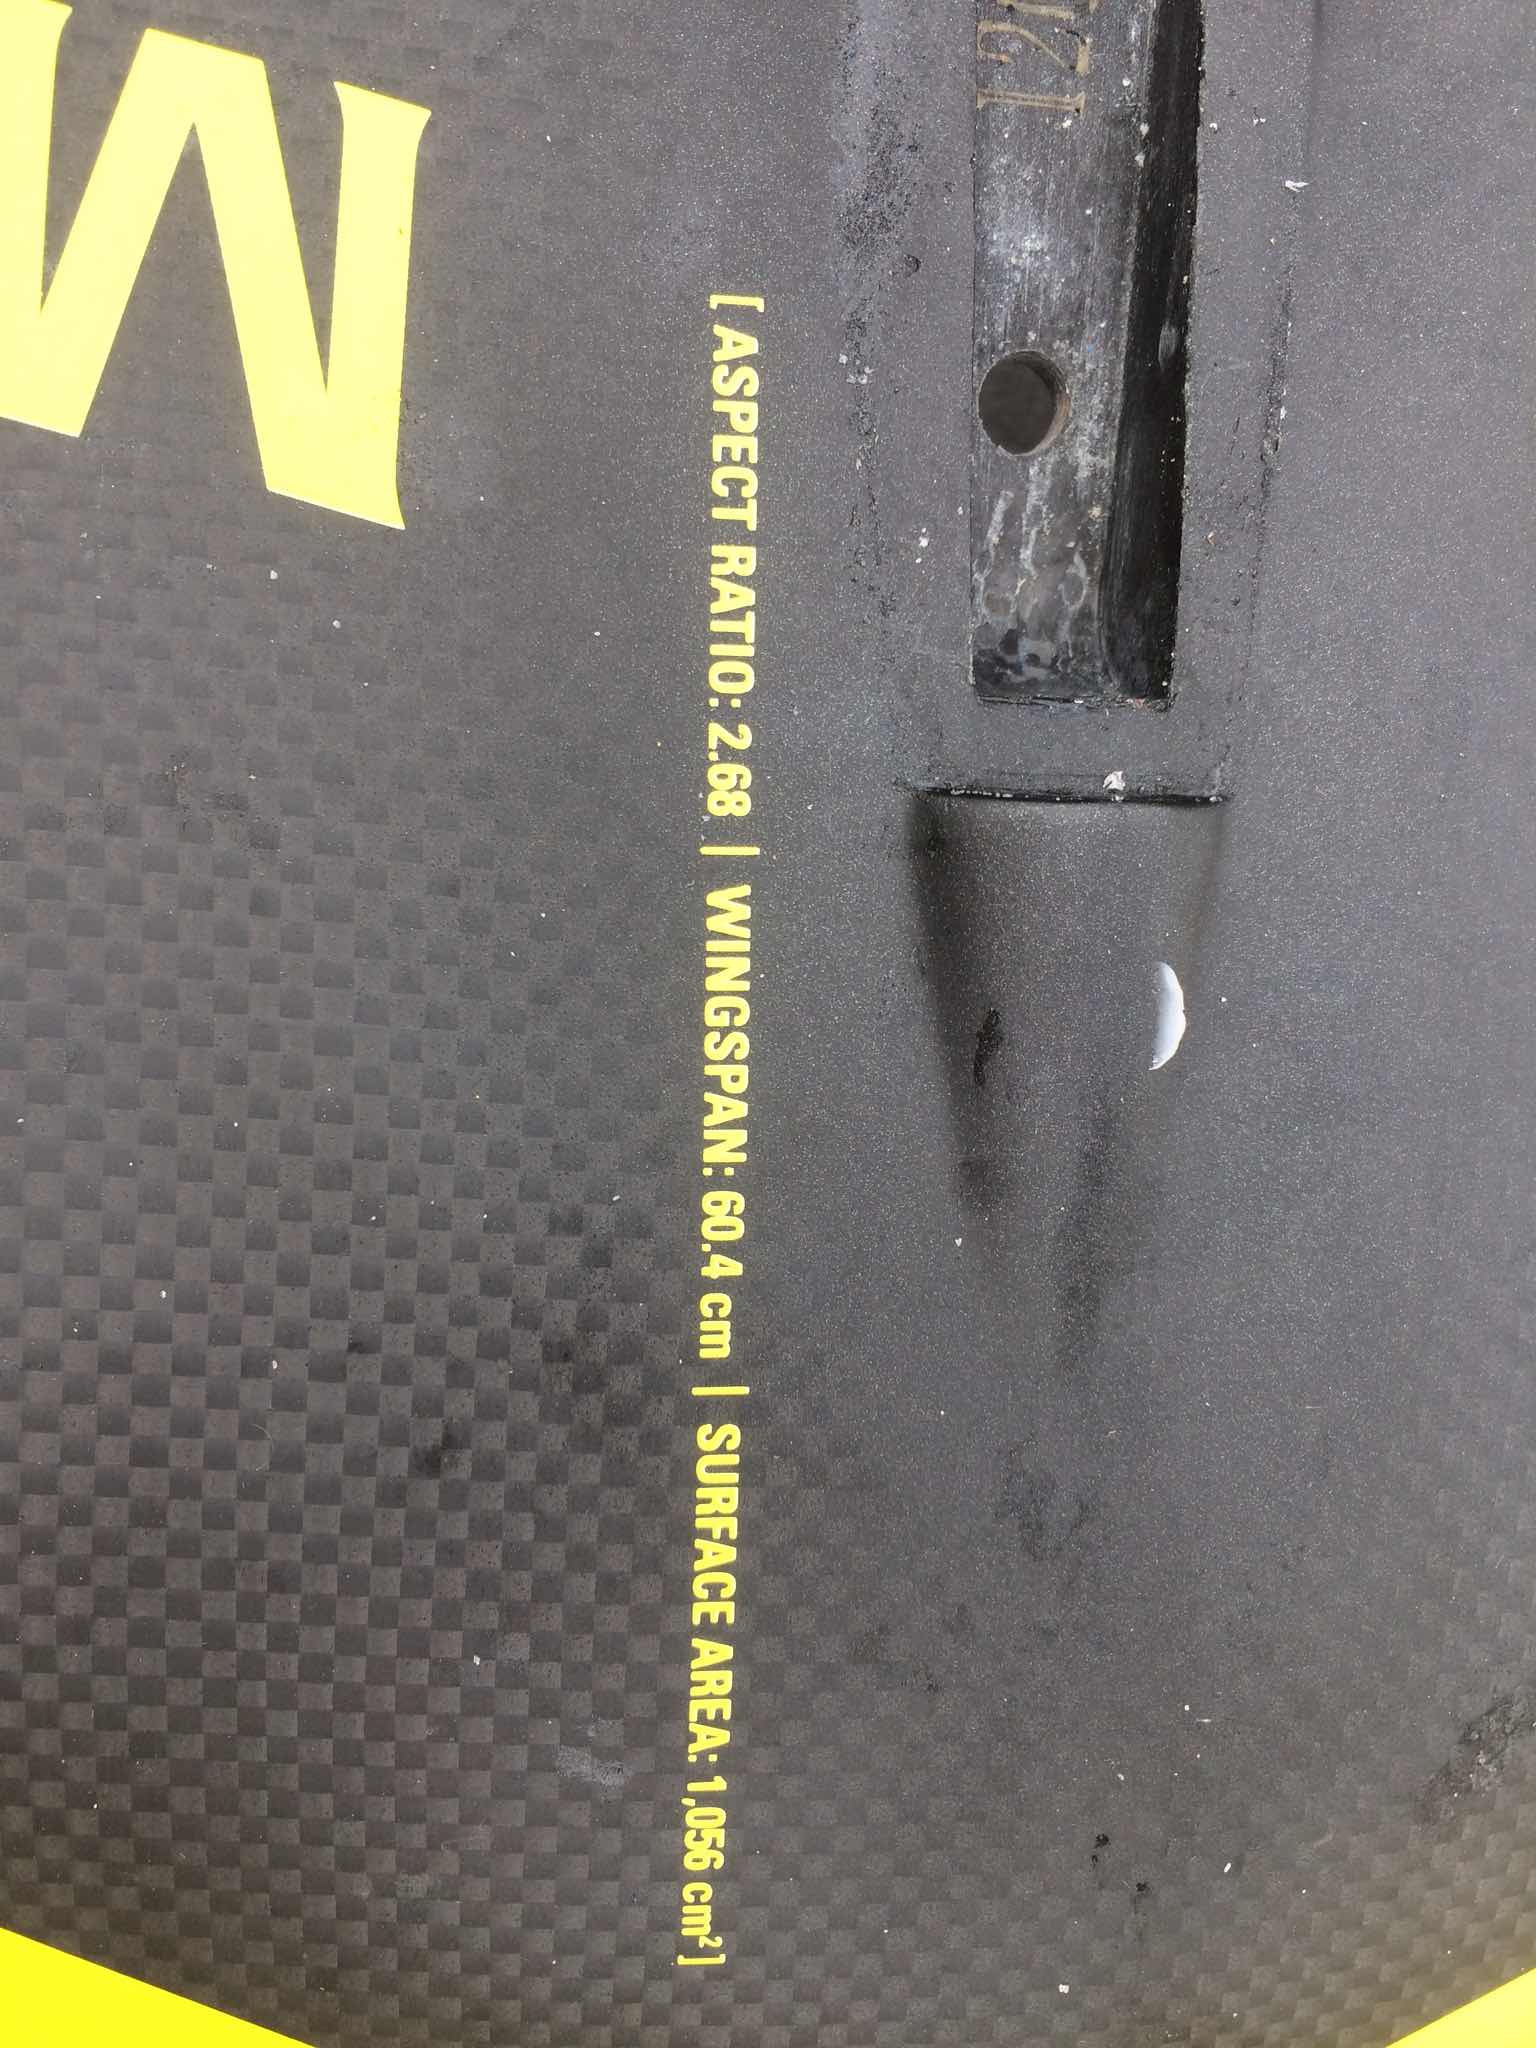 M
[ ASPECT RATIO: 2.68 | WINGSPAN: 60.4 cm | SURFACE AREA: 1,056 cm² ]